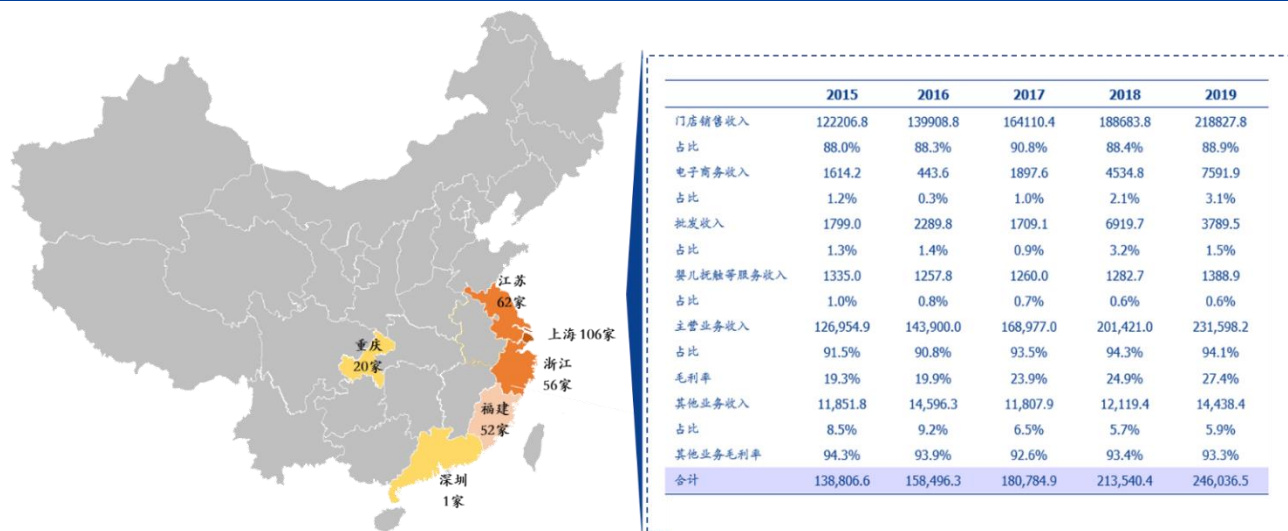 江苏
62家
上海 106家
浙江
56家
重庆
20家
福建
52家
深圳
1家
2015 2016 2017 2018 2019
门店销售收入 122206.8 139908.8 164110.4 188683.8 218827.8
占比 88.0% 88.3% 90.8% 88.4% 88.9%
电子商务收入 1614.2 443.6 1897.6 4534.8 7591.9
占比 1.2% 0.3% 1.0% 2.1% 3.1%
批发收入 1799.0 2289.8 1709.1 6919.7 3789.5
占比 1.3% 1.4% 0.9% 3.2% 1.5%
婴儿抚触等服务收入 1335.0 1257.8 1260.0 1282.7 1388.9
占比 1.0% 0.8% 0.7% 0.6% 0.6%
主营业务收入 126,954.9 143,900.0 168,977.0 201,421.0 231,598.2
占比 91.5% 90.8% 93.5% 94.3% 94.1%
毛利率 19.3% 19.9% 23.9% 24.9% 27.4%
其他业务收入 11,851.8 14,596.3 11,807.9 12,119.4 14,438.4
占比 8.5% 9.2% 6.5% 5.7% 5.9%
其他业务毛利率 94.3% 93.9% 92.6% 93.4% 93.3%
合计 138,806.6 158,496.3 180,784.9 213,540.4 246,036.5